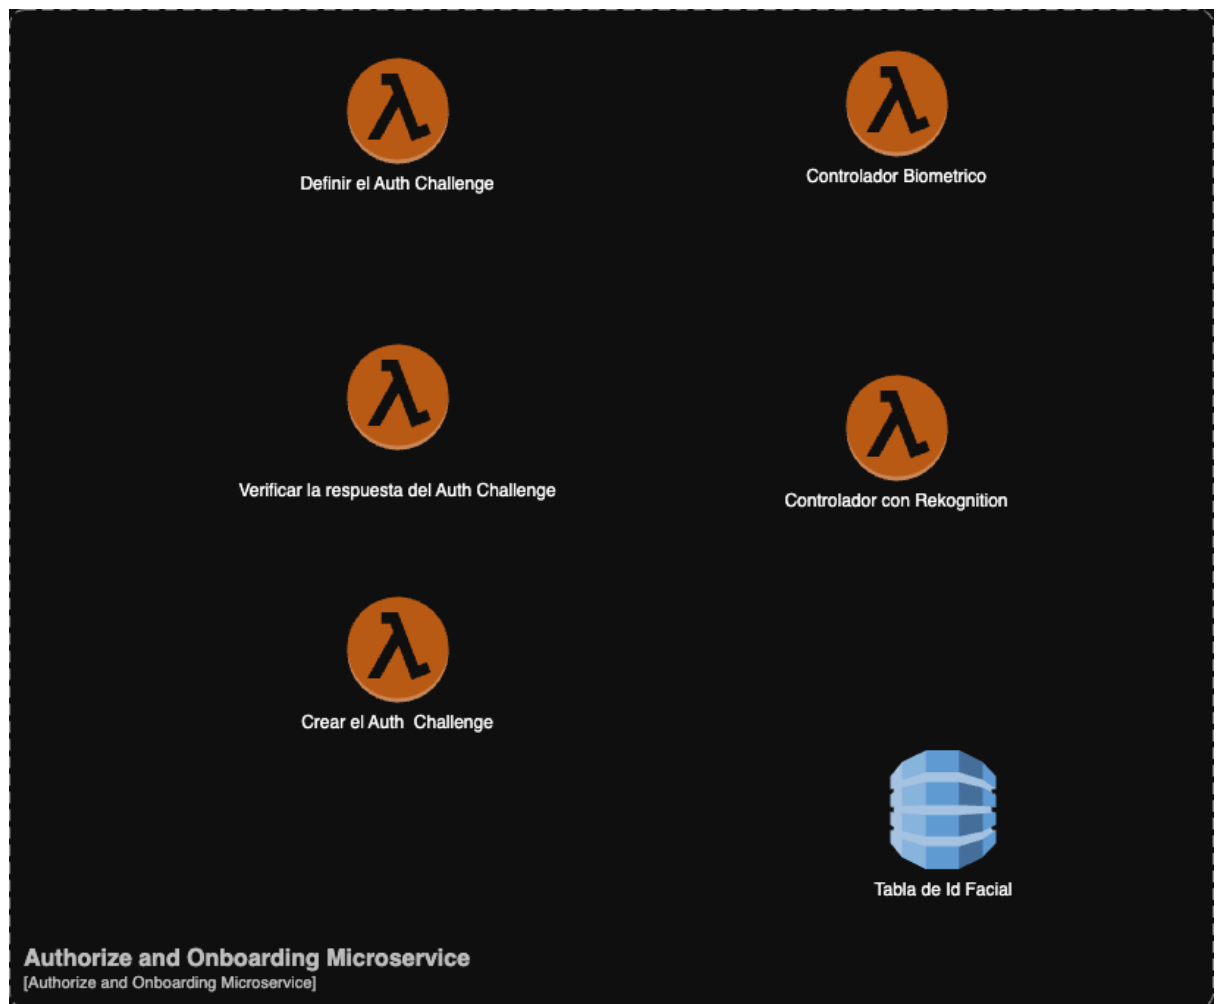 Definir el Auth Challenge
Controlador Biometrico
Verificar la respuesta del Auth Challenge
Controlador con Rekognition
Crear el Auth  Challenge
Tabla de Id Facial
Authorize and Onboarding Microservice
[Authorize and Onboarding Microservice]